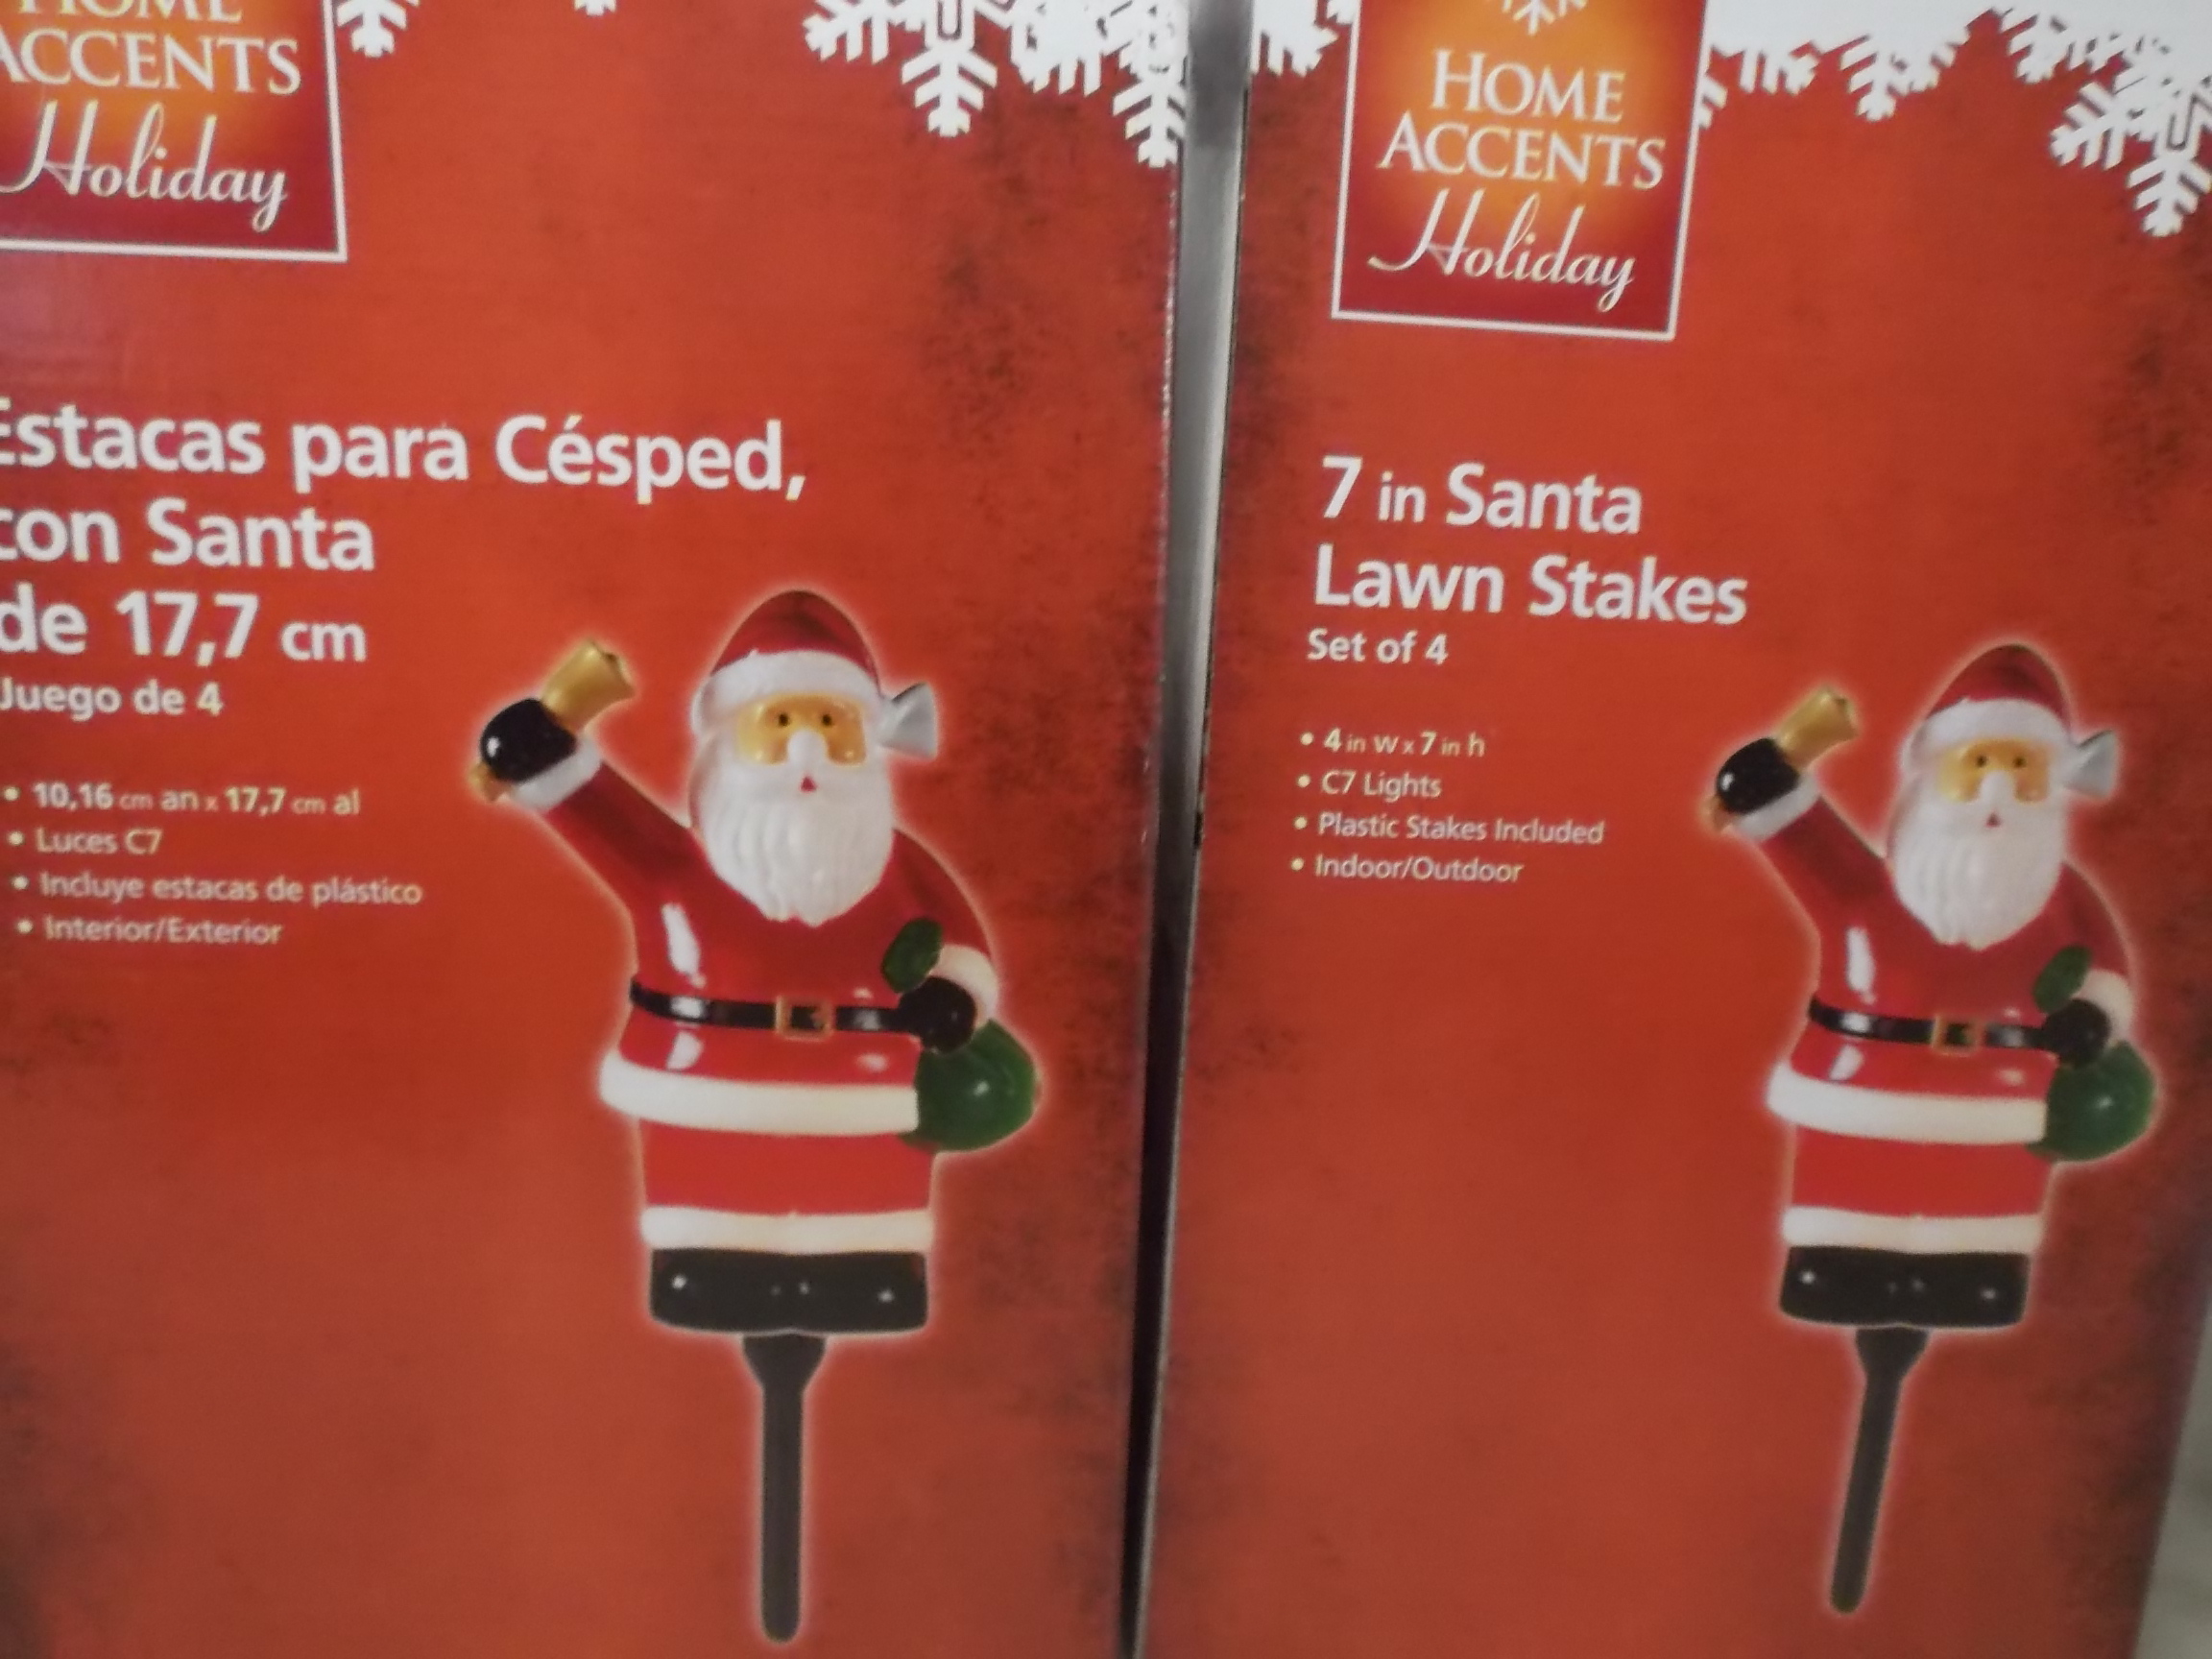 HOME
ACCENTS
Holiday
Estacas para Césped,
con Santa
de 17,7 cm
Juego de 4
• 10,16 cm an x 17,7 cm al
• Luces C7
• Incluye estacas de plástico
• Interior/Exterior
HOME
ACCENTS
Holiday
7 in Santa
Lawn Stakes
Set of 4
• 4 in w x 7 in h
• C7 Lights
• Plastic Stakes Included
• Indoor/Outdoor